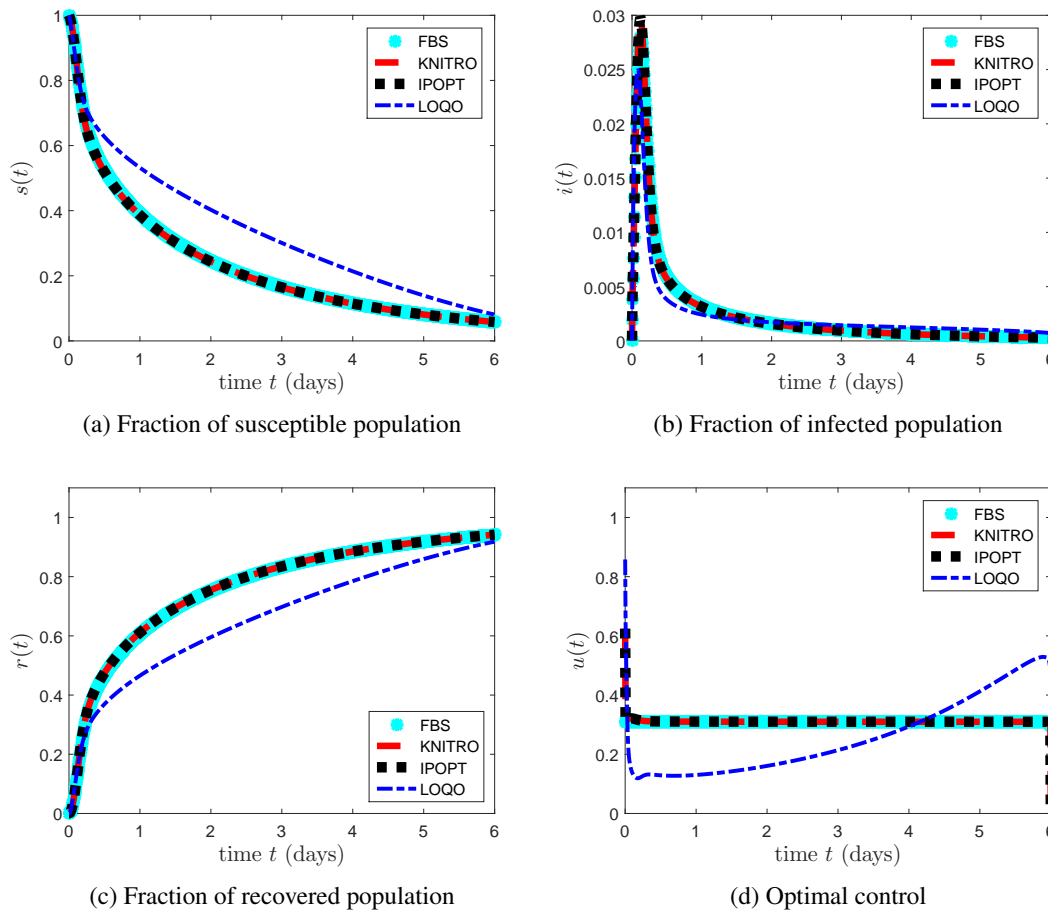 1
0.8
0.6
0.4
0.2
0
s(t)
0 1 2 3 4 5 6
time t (days)
FBS
KNITRO
IPOPT
LOQO
(a) Fraction of susceptible population
0.03
0.025
0.02
0.015
0.01
0.005
0
i(t)
0 1 2 3 4 5 6
time t (days)
FBS
KNITRO
IPOPT
LOQO
(b) Fraction of infected population
1
0.8
0.6
0.4
0.2
0
r(t)
0 1 2 3 4 5 6
time t (days)
FBS
KNITRO
IPOPT
LOQO
(c) Fraction of recovered population
1
0.8
0.6
0.4
0.2
0
u(t)
0 1 2 3 4 5 6
time t (days)
FBS
KNITRO
IPOPT
LOQO
(d) Optimal control